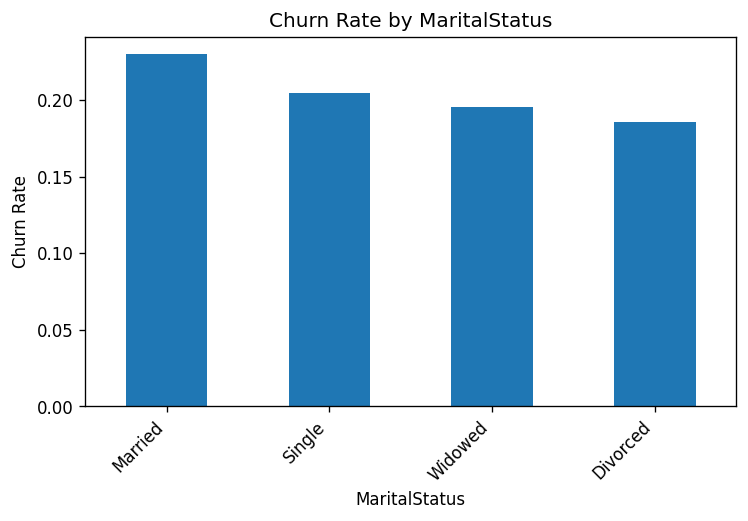 Churn Rate by MaritalStatus
Churn Rate
0.20
0.15
0.10
0.05
0.00
Married
Single
Widowed
Divorced
MaritalStatus